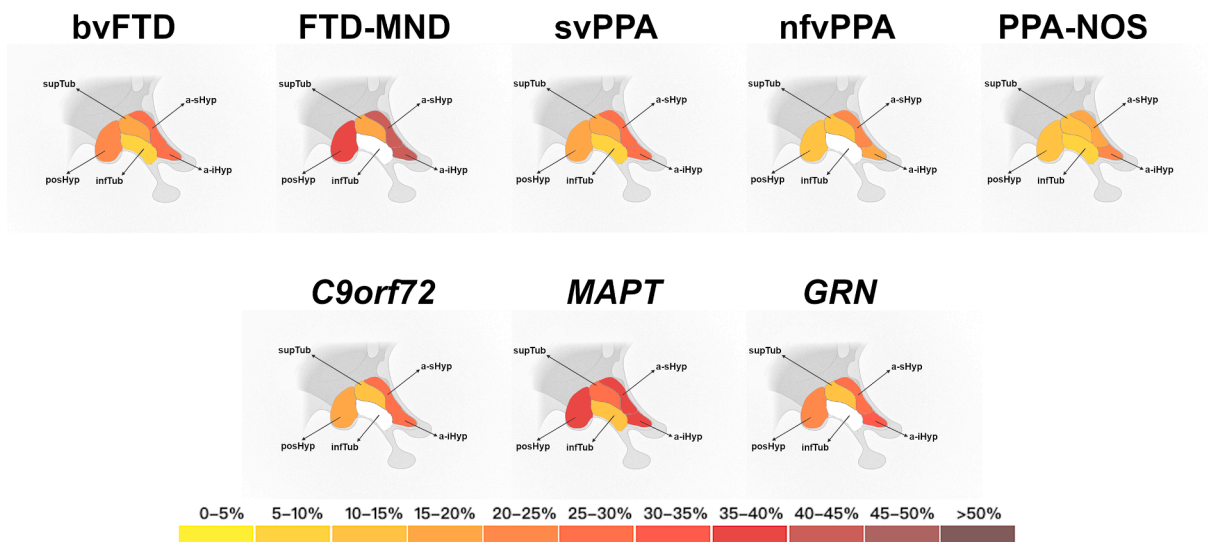 bvFTD FTD-MND svPPA nfvPPA PPA-NOS
supTub supTub supTub supTub supTub
a-sHyp a-sHyp a-sHyp a-sHyp a-sHyp
a-iHyp a-iHyp a-iHyp a-iHyp a-iHyp
posHyp infTub posHyp infTub posHyp infTub posHyp infTub posHyp infTub
C9orf72 MAPT GRN
supTub supTub supTub
a-sHyp a-sHyp a-sHyp
a-iHyp a-iHyp a-iHyp
posHyp infTub posHyp infTub posHyp infTub
0–5% 5–10% 10–15% 15–20% 20–25% 25–30% 30–35% 35–40% 40–45% 45–50% >50%